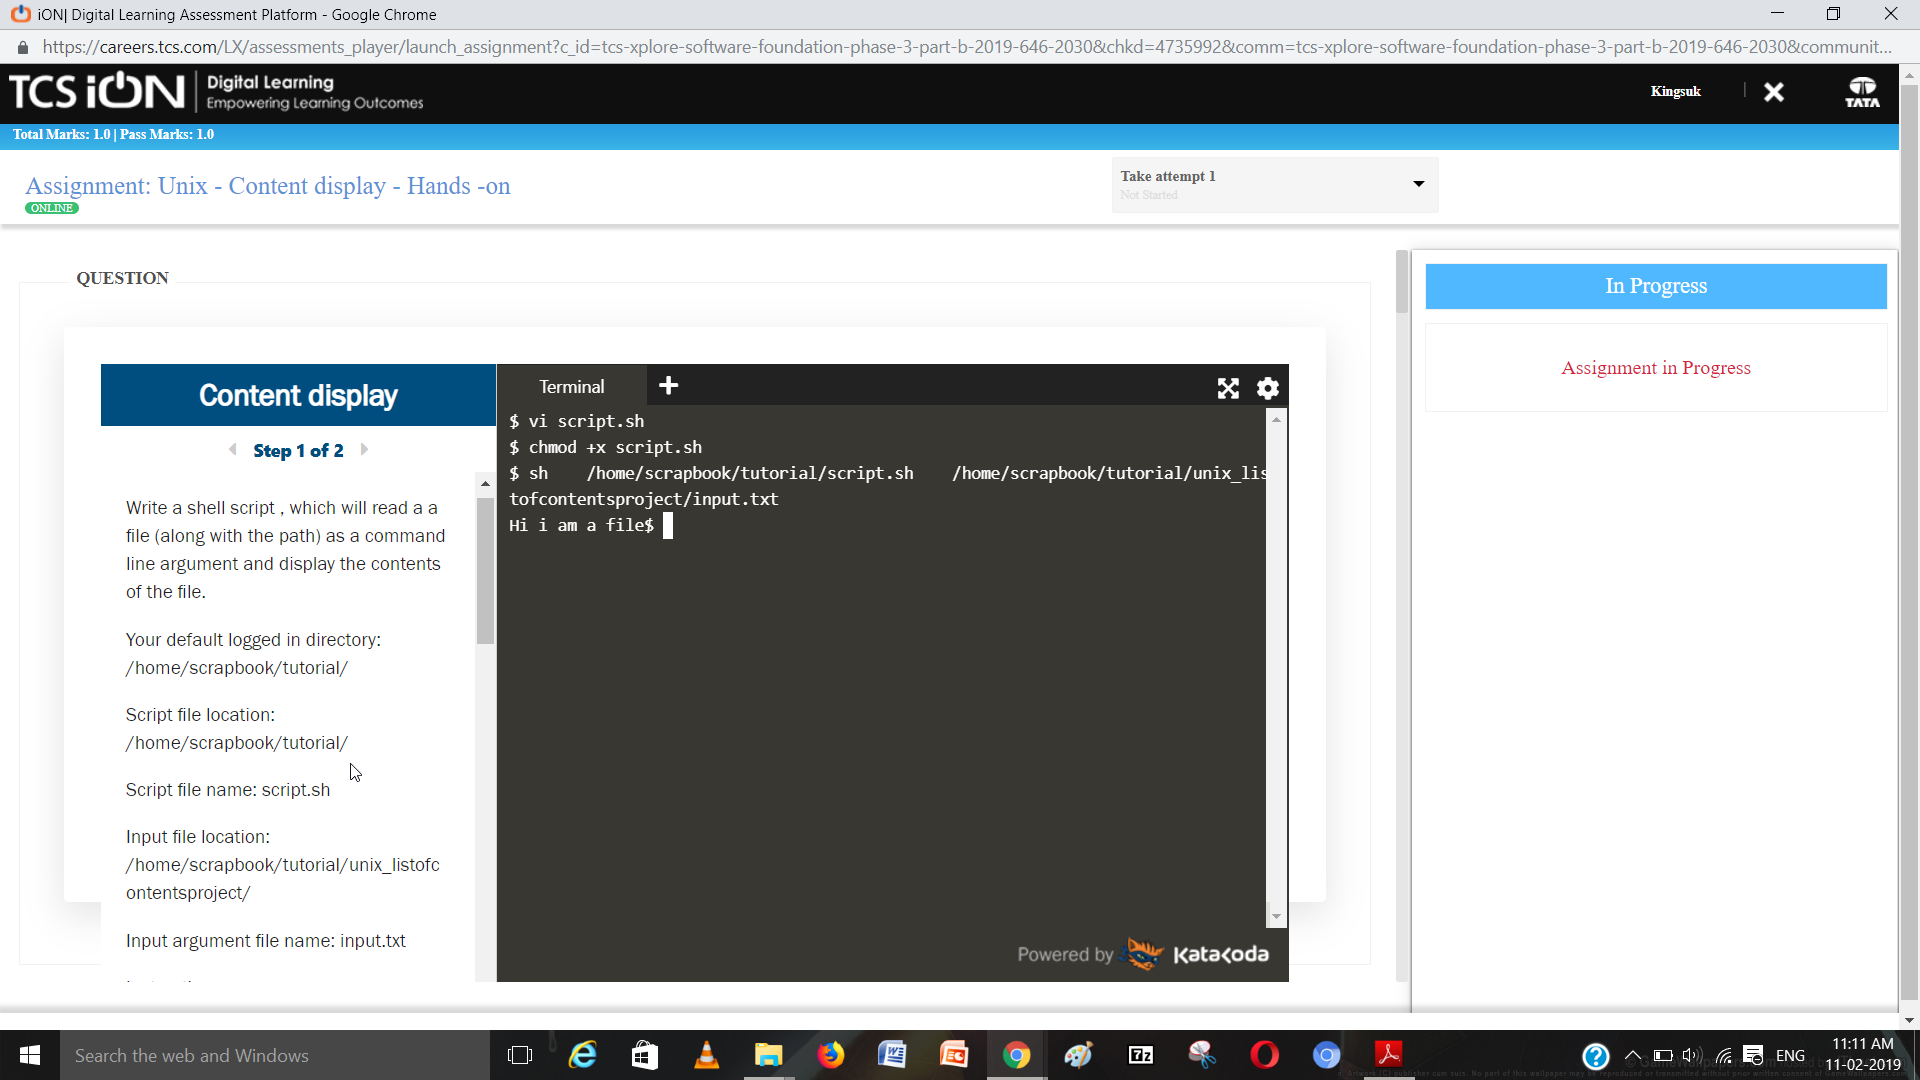 iON| Digital Learning Assessment Platform - Google Chrome
https://careers.tcs.com/LX/assessments_player/launch_assignment?c_id=tcs-xplore-software-foundation-phase-3-part-b-2019-646-2030&chkd=4735992&comm=tcs-xplore-software-foundation-phase-3-part-b-2019-646-2030&communit...
TCS iON
Digital Learning
Empowering Learning Outcomes
Kingsuk
TATA
Total Marks: 1.0 | Pass Marks: 1.0
Assignment: Unix - Content display - Hands -on
ONLINE
Take attempt 1
Not Started
QUESTION
In Progress
Assignment in Progress
Content display
Step 1 of 2
Write a shell script , which will read a a
file (along with the path) as a command
line argument and display the contents
of the file.
Your default logged in directory:
/home/scrapbook/tutorial/
Script file location:
/home/scrapbook/tutorial/
Script file name: script.sh
Input file location:
/home/scrapbook/tutorial/unix_listofc
ontentsproject/
Input argument file name: input.txt
Terminal
$ vi script.sh
$ chmod +x script.sh
$ sh    /home/scrapbook/tutorial/script.sh    /home/scrapbook/tutorial/unix_lis
tofcontentsproject/input.txt
Hi i am a file$
Powered by Katacoda
Search the web and Windows
7z
ENG
11:11 AM
11-02-2019